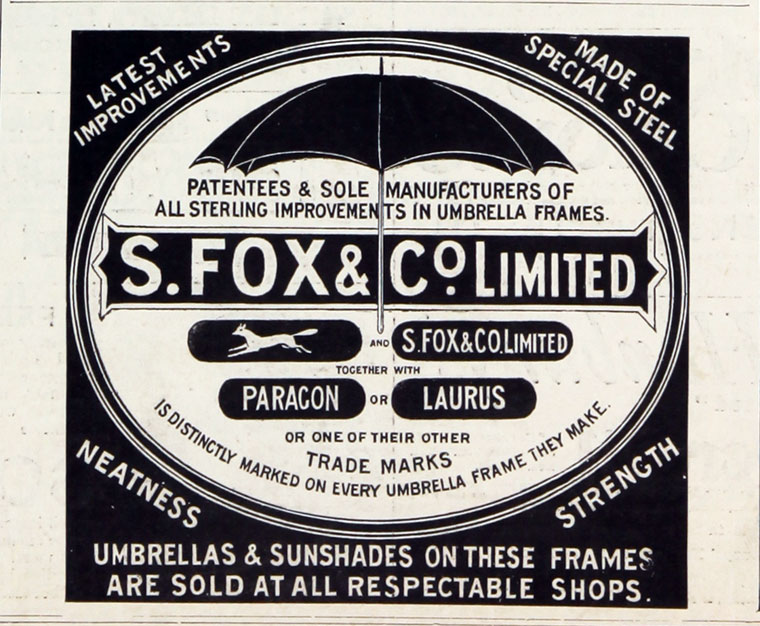 LATEST
IMPROVEMENTS
MADE OF
SPECIAL STEEL
PATENTEES & SOLE MANUFACTURERS OF
ALL STERLING IMPROVEMENTS IN UMBRELLA FRAMES.
S. FOX & Co. LIMITED
AND S.FOX&CO.LIMITED
TOGETHER WITH
PARAGON OR LAURUS
OR ONE OF THEIR OTHER
TRADE MARKS
IS DISTINCTLY MARKED ON EVERY UMBRELLA FRAME THEY MAKE.
NEATNESS
STRENGTH
UMBRELLAS & SUNSHADES ON THESE FRAMES
ARE SOLD AT ALL RESPECTABLE SHOPS.